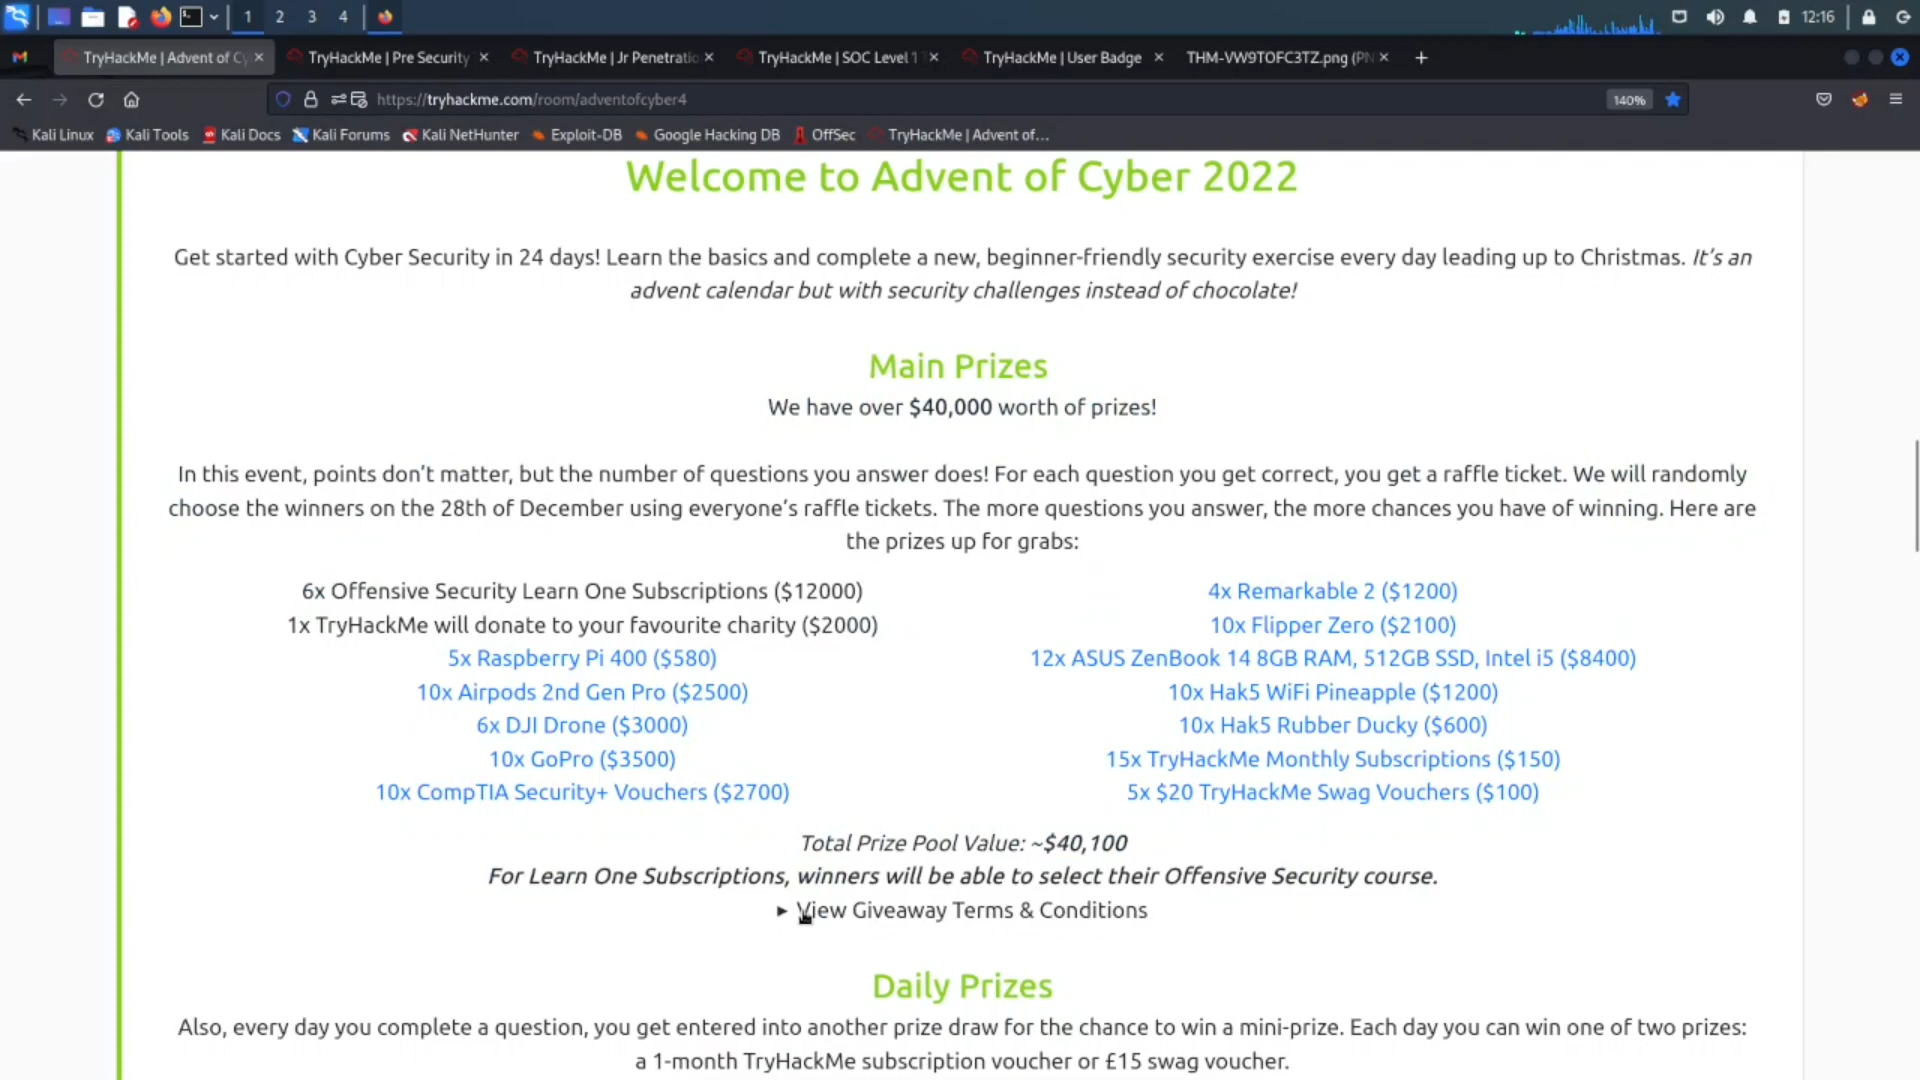 1 2 3 4
12:16
TryHackMe | Advent of Cy
TryHackMe | Pre Security
TryHackMe | Jr Penetratio
TryHackMe | SOC Level 1
TryHackMe | User Badge
THM-VW9TOFC3TZ.png (PN
https://tryhackme.com/room/adventofcyber4
140%
Kali Linux
Kali Tools
Kali Docs
Kali Forums
Kali NetHunter
Exploit-DB
Google Hacking DB
OffSec
TryHackMe | Advent of...
Welcome to Advent of Cyber 2022
Get started with Cyber Security in 24 days! Learn the basics and complete a new, beginner-friendly security exercise every day leading up to Christmas. It's an
advent calendar but with security challenges instead of chocolate!
Main Prizes
We have over $40,000 worth of prizes!
In this event, points don't matter, but the number of questions you answer does! For each question you get correct, you get a raffle ticket. We will randomly
choose the winners on the 28th of December using everyone's raffle tickets. The more questions you answer, the more chances you have of winning. Here are
the prizes up for grabs:
6x Offensive Security Learn One Subscriptions ($12000)
1x TryHackMe will donate to your favourite charity ($2000)
5x Raspberry Pi 400 ($580)
10x Airpods 2nd Gen Pro ($2500)
6x DJI Drone ($3000)
10x GoPro ($3500)
10x CompTIA Security+ Vouchers ($2700)
4x Remarkable 2 ($1200)
10x Flipper Zero ($2100)
12x ASUS ZenBook 14 8GB RAM, 512GB SSD, Intel i5 ($8400)
10x Hak5 WiFi Pineapple ($1200)
10x Hak5 Rubber Ducky ($600)
15x TryHackMe Monthly Subscriptions ($150)
5x $20 TryHackMe Swag Vouchers ($100)
Total Prize Pool Value: ~$40,100
For Learn One Subscriptions, winners will be able to select their Offensive Security course.
▸ View Giveaway Terms & Conditions
Daily Prizes
Also, every day you complete a question, you get entered into another prize draw for the chance to win a mini-prize. Each day you can win one of two prizes:
a 1-month TryHackMe subscription voucher or £15 swag voucher.